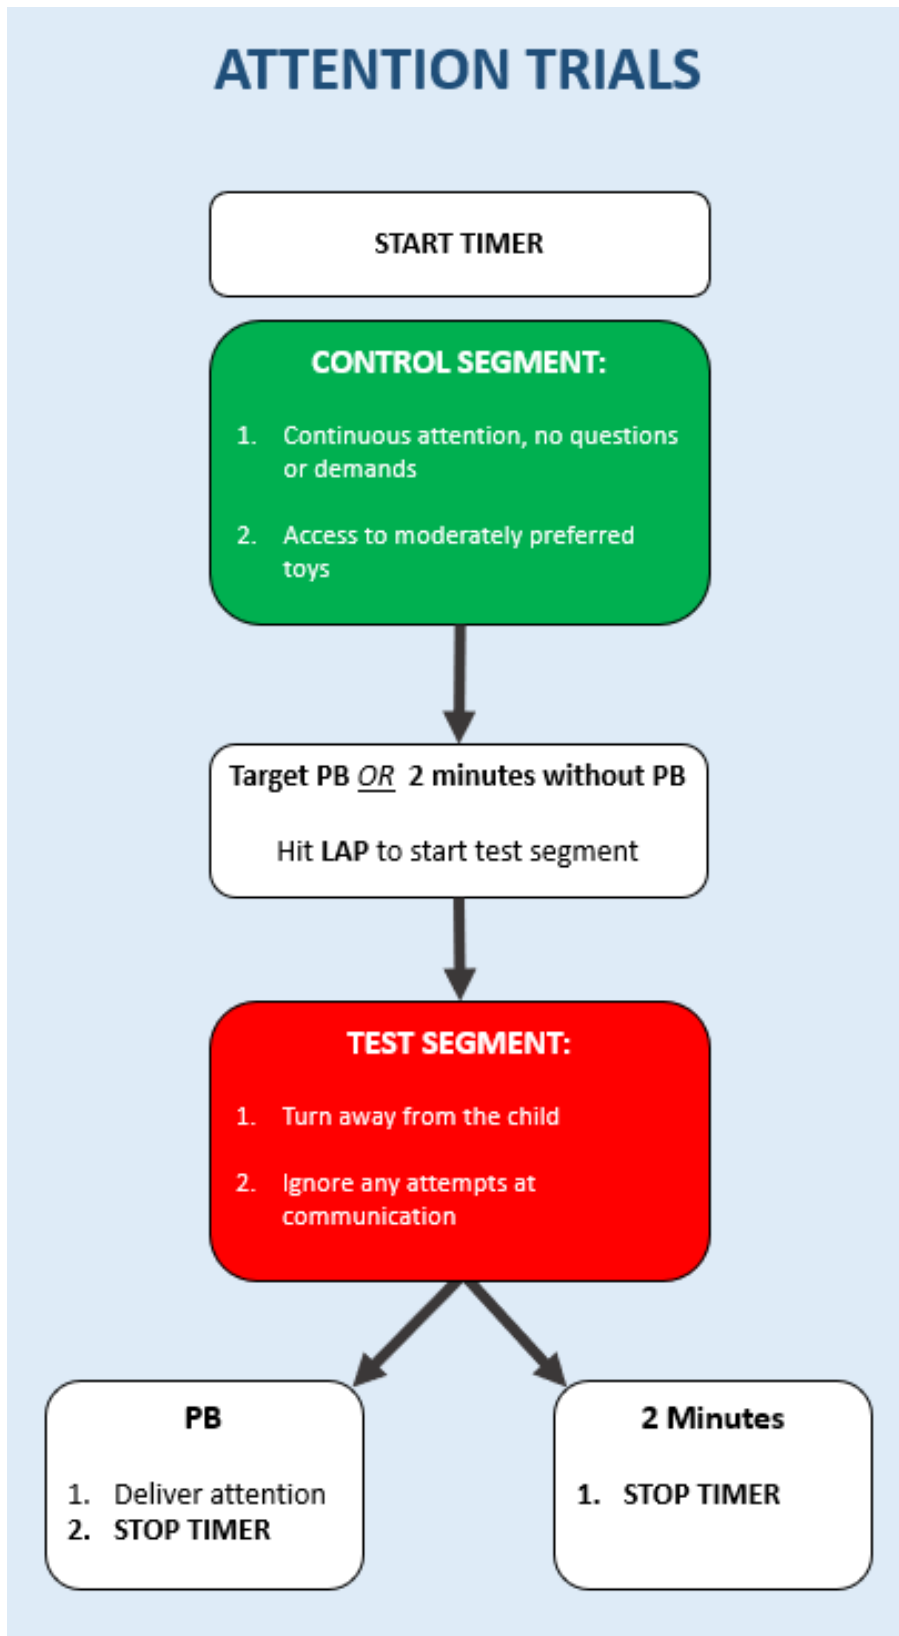 ATTENTION TRIALS
START TIMER
CONTROL SEGMENT:
1. Continuous attention, no questions
or demands
2. Access to moderately preferred
toys
Target PB OR 2 minutes without PB
Hit LAP to start test segment
TEST SEGMENT:
1. Turn away from the child
2. Ignore any attempts at
communication
PB
1. Deliver attention
2. STOP TIMER
2 Minutes
1. STOP TIMER